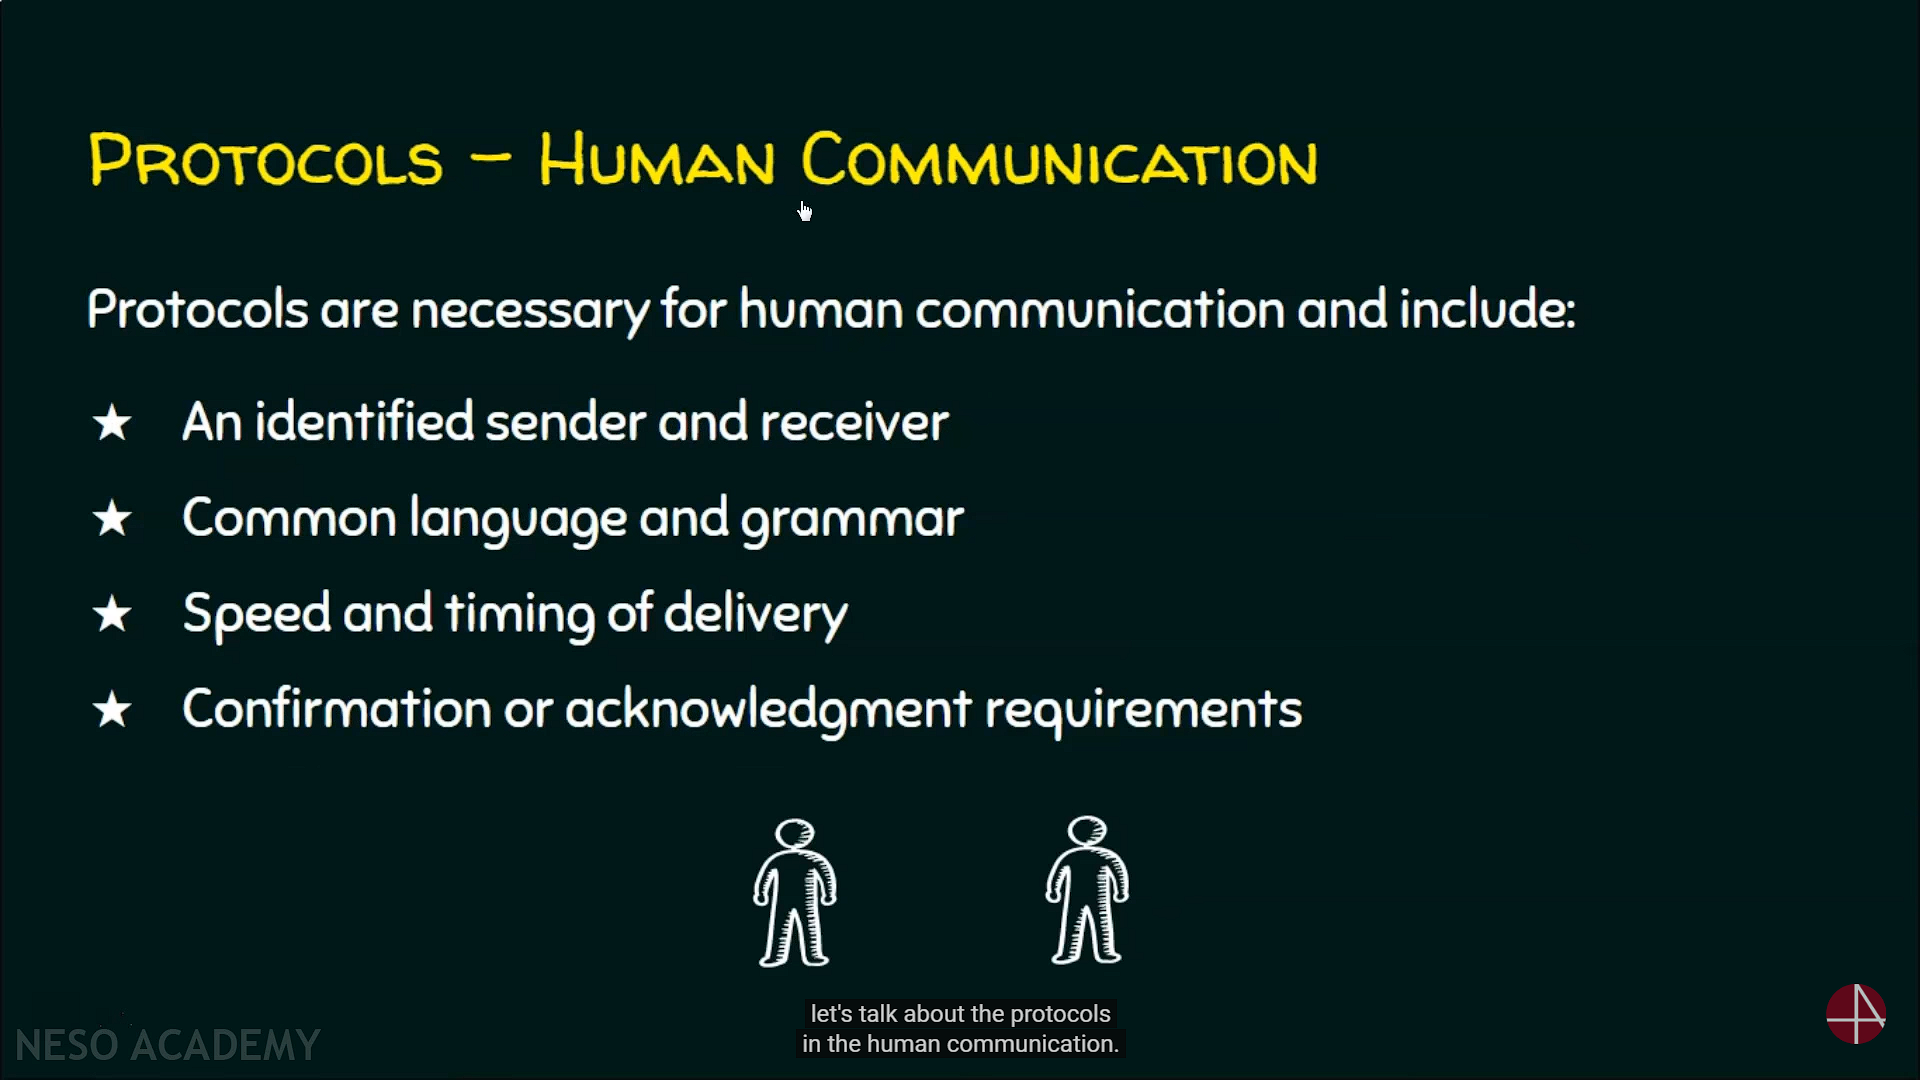 PROTOCOLS – HUMAN COMMUNICATION
Protocols are necessary for human communication and include:
★ An identified sender and receiver
★ Common language and grammar
★ Speed and timing of delivery
★ Confirmation or acknowledgment requirements
let's talk about the protocols
in the human communication.
NESO ACADEMY